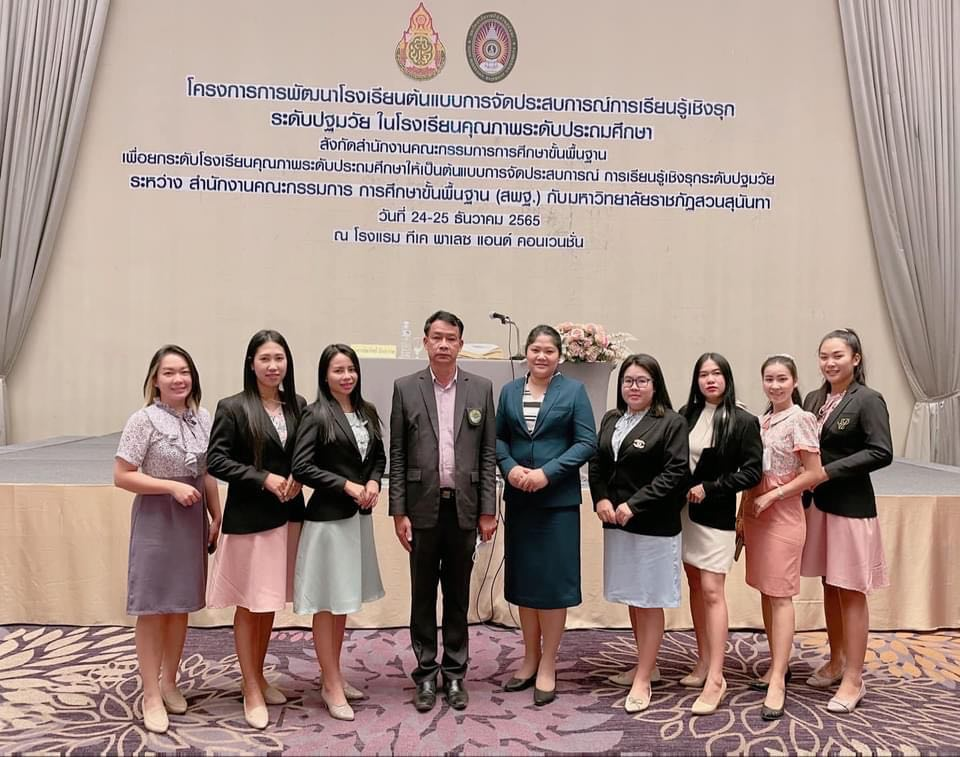 โครงการการพัฒนาโรงเรียนต้นแบบการจัดประสบการณ์การเรียนรู้เชิงรุก
ระดับปฐมวัย ในโรงเรียนคุณภาพระดับประถมศึกษา
สังกัดสำนักงานคณะกรรมการการศึกษาขั้นพื้นฐาน
เพื่อยกระดับโรงเรียนคุณภาพระดับประถมศึกษาให้เป็นต้นแบบการจัดประสบการณ์ การเรียนรู้เชิงรุกระดับปฐมวัย
ระหว่าง สำนักงานคณะกรรมการ การศึกษาขั้นพื้นฐาน (สพฐ.) กับมหาวิทยาลัยราชภัฏสวนสุนันทา
วันที่ 24-25 ธันวาคม 2565
ณ โรงแรม ทีเค พาเลซ แอนด์ คอนเวนชั่น